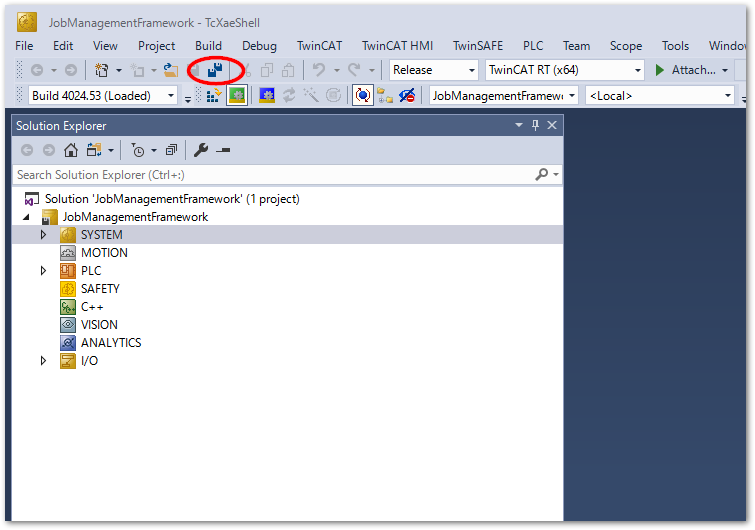 JobManagementFramework - TcXaeShell
File Edit View Project Build Debug TwinCAT TwinCAT HMI TwinSAFE PLC Team Scope Tools Window
Release TwinCAT RT (x64) Attach...
Build 4024.53 (Loaded) JobManagementFramew <Local>
Solution Explorer
Search Solution Explorer (Ctrl+:)
Solution 'JobManagementFramework' (1 project)
JobManagementFramework
SYSTEM
MOTION
PLC
SAFETY
C++
VISION
ANALYTICS
I/O